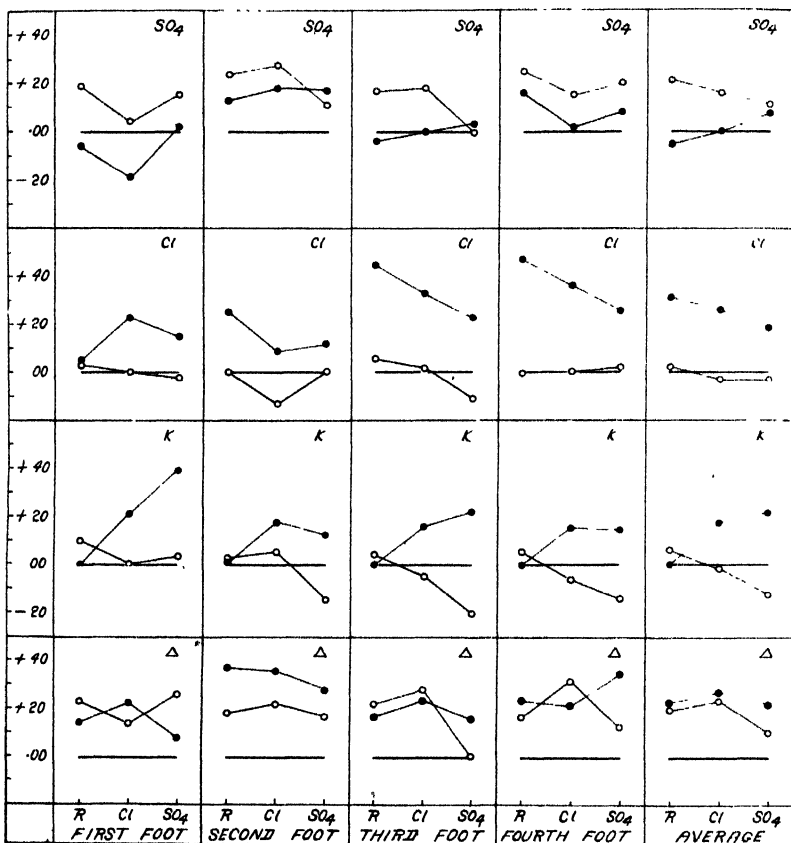 SO4 SO4 SO4 SO4 SO4
+ 40
+ 20
.00
- 20
Cl Cl Cl Cl Cl
+ 40
+ 20
00
K K K K K
+ 40
+ 20
00
- 20
Δ Δ Δ Δ Δ
+ 40
+ 20
.00
R Cl SO4 R Cl SO4 R Cl SO4 R Cl SO4 R Cl SO4
FIRST FOOT SECOND FOOT THIRD FOOT FOURTH FOOT AVERAGE